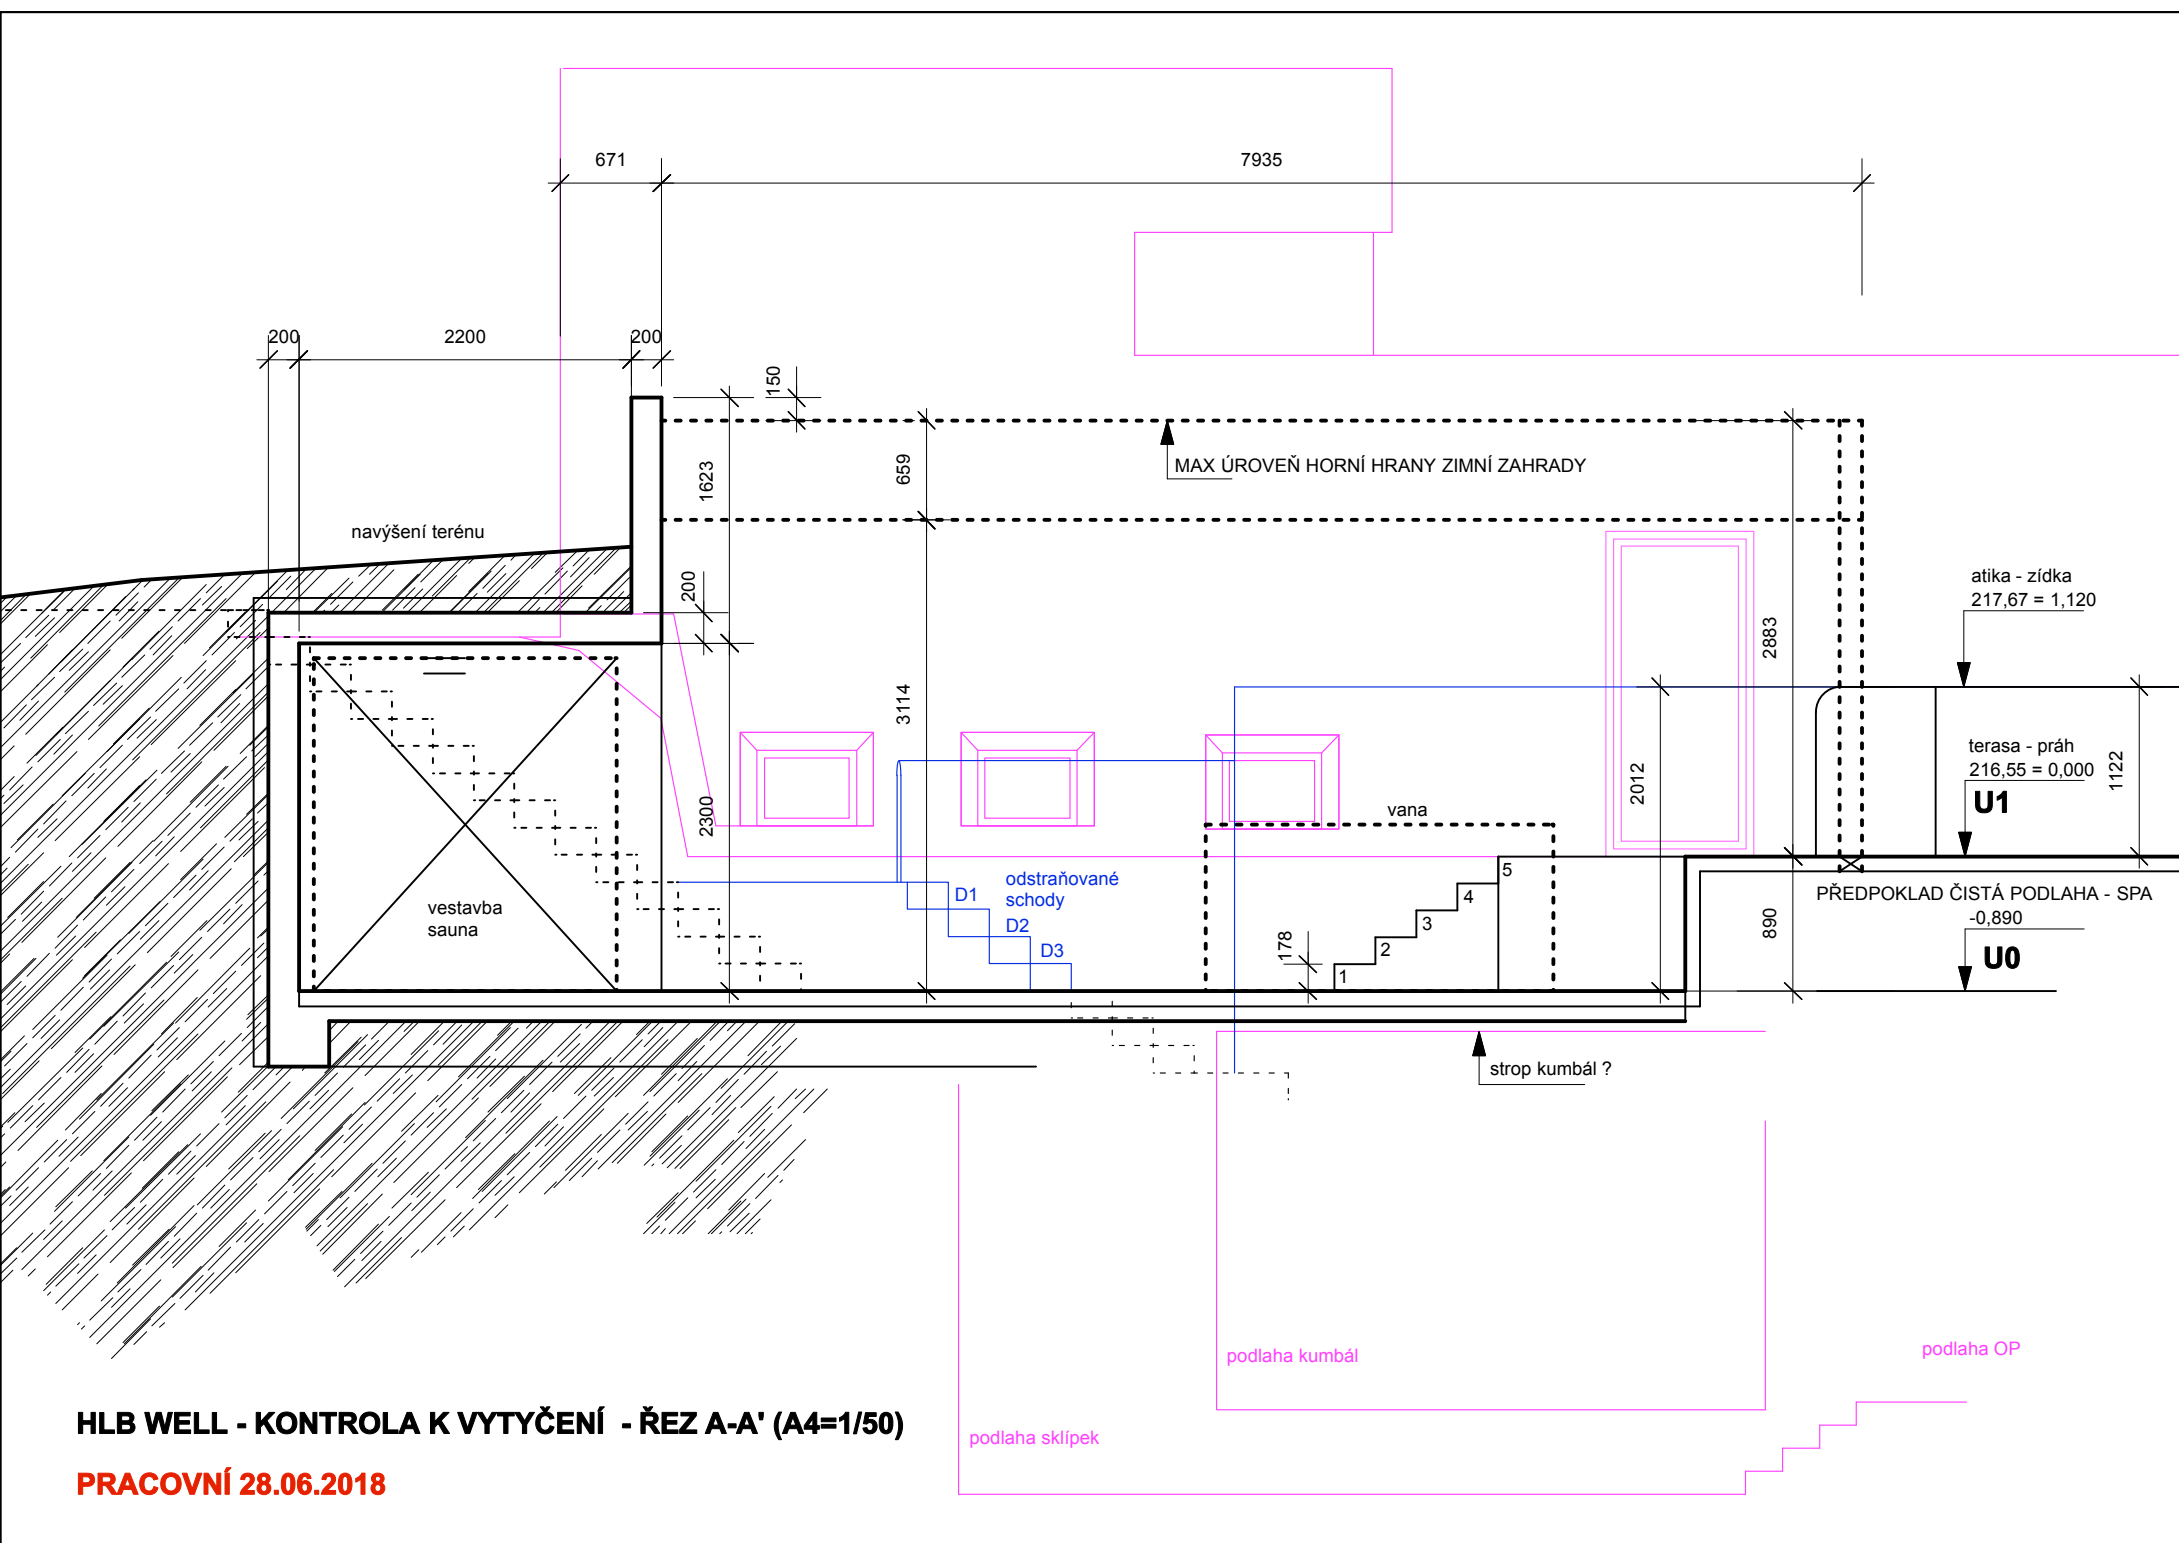 671
7935
200
2200
200
150
MAX ÚROVEŇ HORNÍ HRANY ZIMNÍ ZAHRADY
1623
659
navýšení terénu
200
atika - zídka
217,67 = 1,120
2883
3114
terasa - práh
216,55 = 0,000
U1
1122
2012
2300
vana
odstraňované
schody
D1
D2
D3
vestavba
sauna
5
4
3
2
1
178
890
PŘEDPOKLAD ČISTÁ PODLAHA - SPA
-0,890
U0
strop kumbál ?
podlaha kumbál
podlaha OP
podlaha sklípek
HLB WELL - KONTROLA K VYTYČENÍ - ŘEZ A-A' (A4=1/50)
PRACOVNÍ 28.06.2018